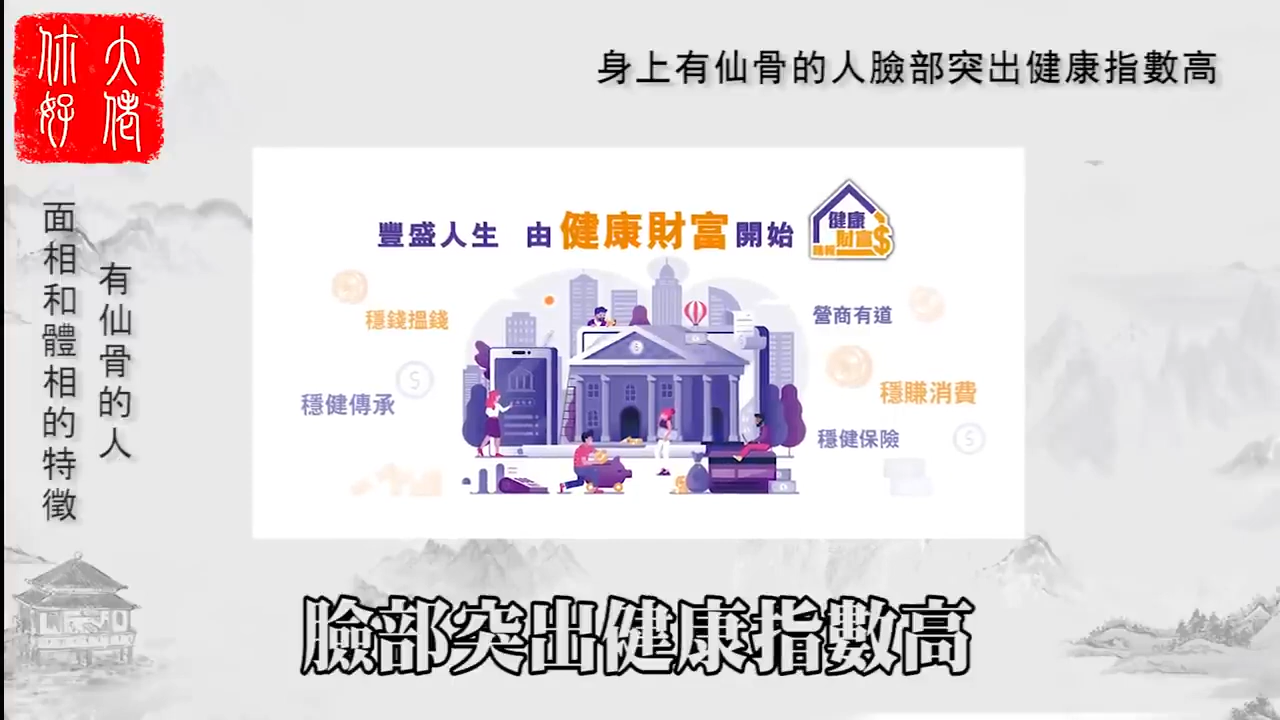 大佬
休好
身上有仙骨的人臉部突出健康指數高
有仙骨的人
面相和體相的特徵
豐盛人生 由健康財富開始
健康
財富$
穩錢搵錢
穩健傳承
營商有道
穩賺消費
穩健保險
臉部突出健康指數高